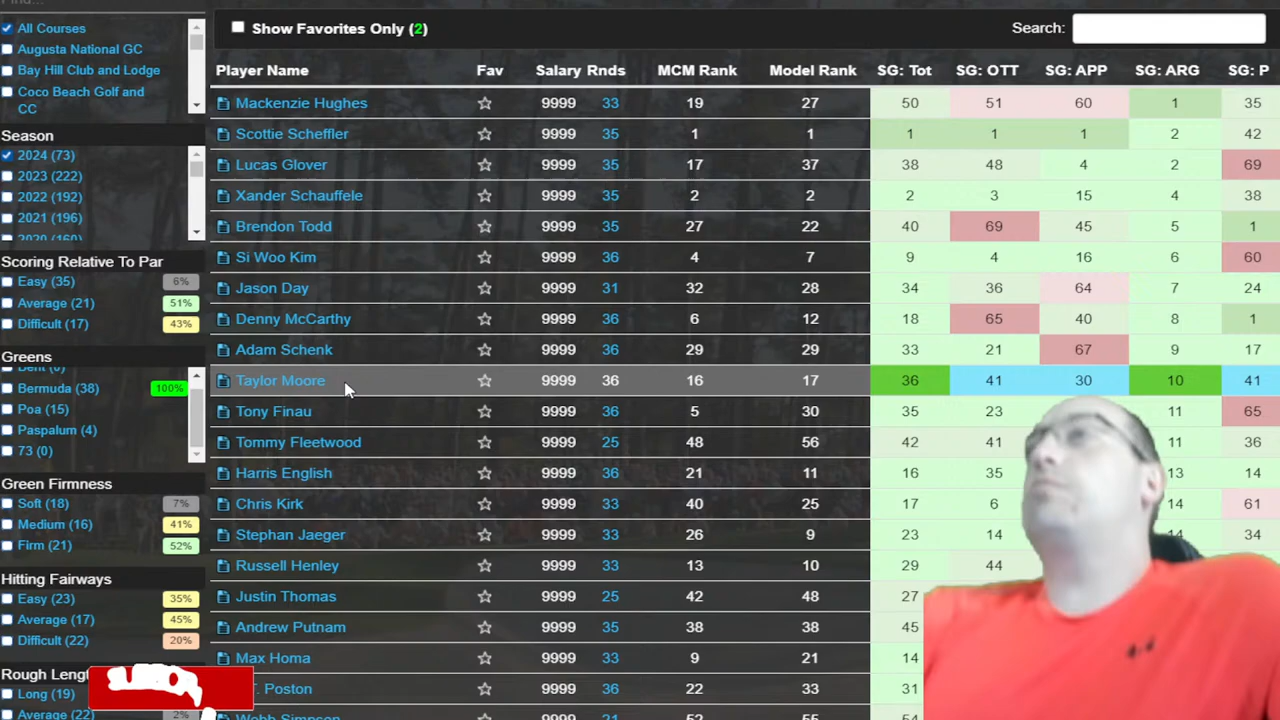 Show Favorites Only (2)
Search:
All Courses
Augusta National GC
Bay Hill Club and Lodge
Coco Beach Golf and
CC
Season
2024 (73)
2023 (222)
2022 (192)
2021 (196)
2020 (160)
Scoring Relative To Par
Easy (35) 6%
Average (21) 51%
Difficult (17) 43%
Greens
Bent (0)
Bermuda (38) 100%
Poa (15)
Paspalum (4)
73 (0)
Green Firmness
Soft (18) 7%
Medium (16) 41%
Firm (21) 52%
Hitting Fairways
Easy (23) 35%
Average (17) 45%
Difficult (22) 20%
Rough Lengt
Long (19)
Average (22) 2%
Player Name Fav Salary Rnds MCM Rank Model Rank SG: Tot SG: OTT SG: APP SG: ARG SG: P
Mackenzie Hughes 9999 33 19 27 50 51 60 1 35
Scottie Scheffler 9999 35 1 1 1 1 1 2 42
Lucas Glover 9999 35 17 37 38 48 4 2 69
Xander Schauffele 9999 35 2 2 2 3 15 4 38
Brendon Todd 9999 35 27 22 40 69 45 5 1
Si Woo Kim 9999 36 4 7 9 4 16 6 60
Jason Day 9999 31 32 28 34 36 64 7 24
Denny McCarthy 9999 36 6 12 18 65 40 8 1
Adam Schenk 9999 36 29 29 33 21 67 9 17
Taylor Moore 9999 36 16 17 36 41 30 10 41
Tony Finau 9999 36 5 30 35 23 11 65
Tommy Fleetwood 9999 25 48 56 42 41 11 36
Harris English 9999 36 21 11 16 35 13 14
Chris Kirk 9999 33 40 25 17 6 14 61
Stephan Jaeger 9999 33 26 9 23 14 14 34
Russell Henley 9999 33 13 10 29 44
Justin Thomas 9999 25 42 48 27
Andrew Putnam 9999 35 38 38 45
Max Homa 9999 33 9 21 14
T. Poston 9999 36 22 33 31
Webb Simpson 9999 21 52 55 54